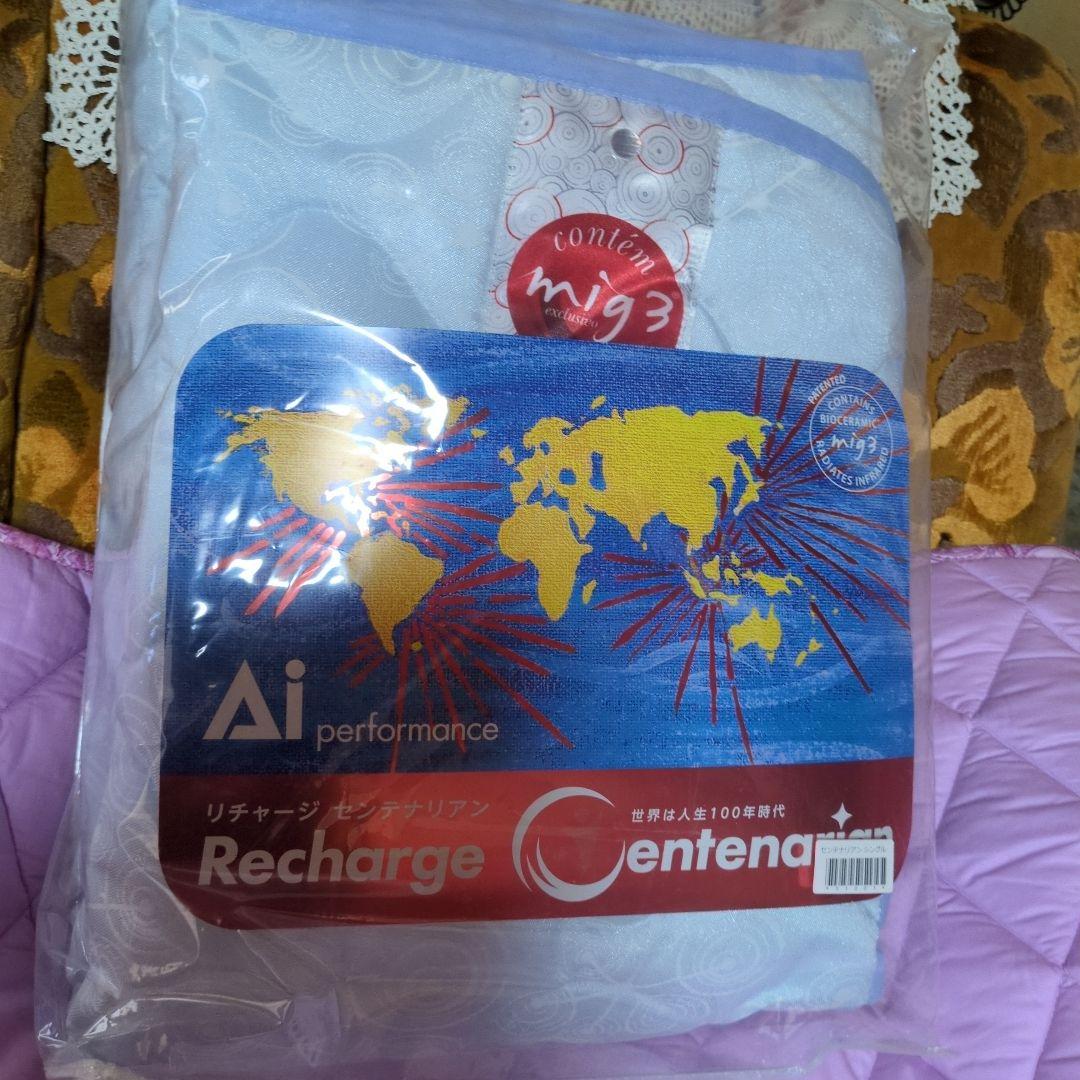 contém
mig3
exclusivo
PATENTED
CONTAINS
BIOCERAMIC
mig3
RADIATES INFRARED
Ai performance
リチャージ センテナリアン
Recharge
世界は人生100年時代
Centenarian
センテナリアン シングル